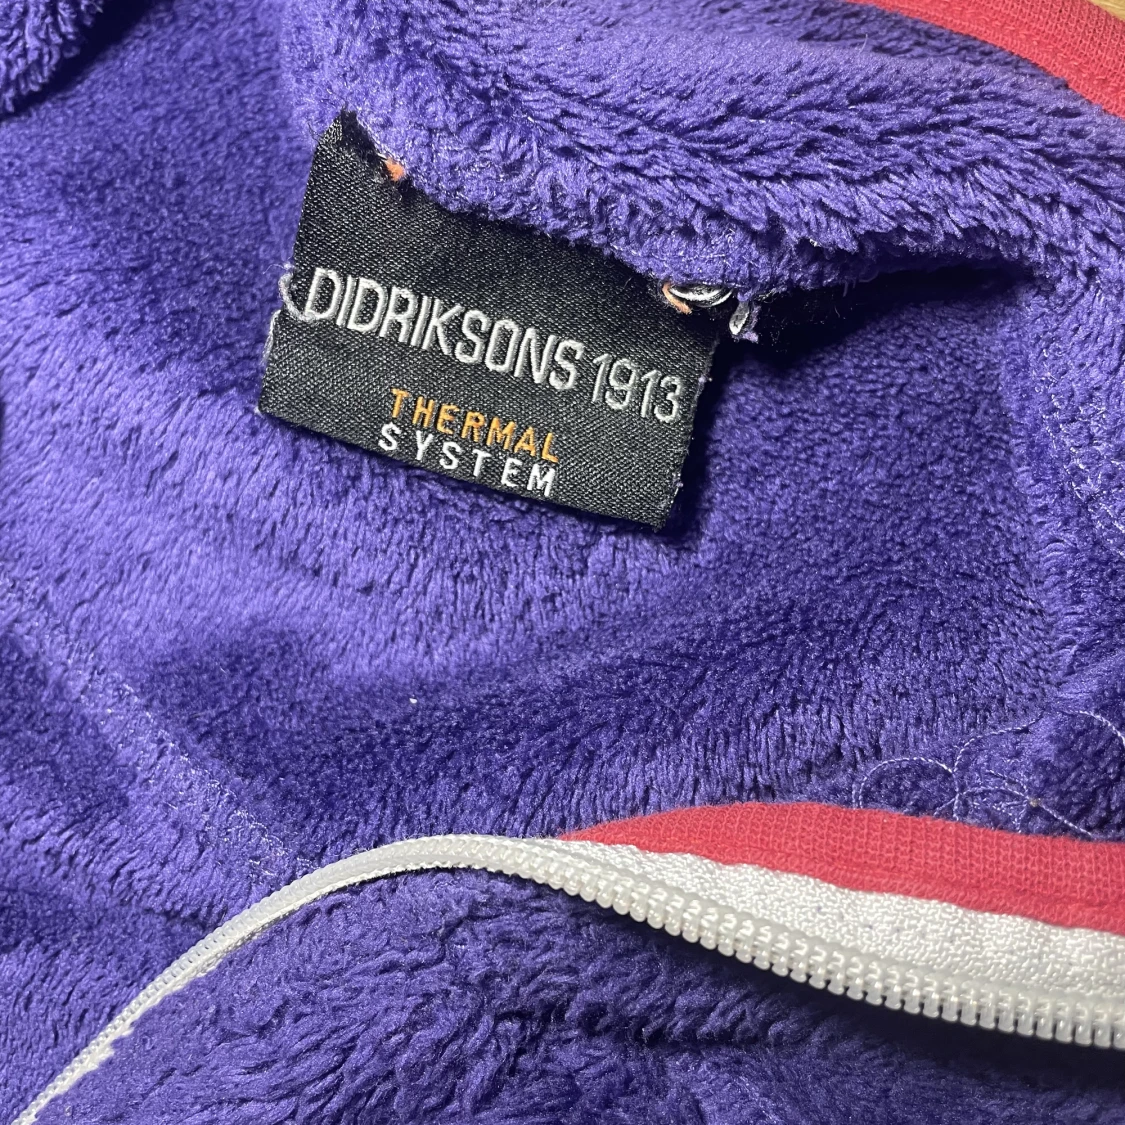 DIDRIKSONS 1913
THERMAL
SYSTEM